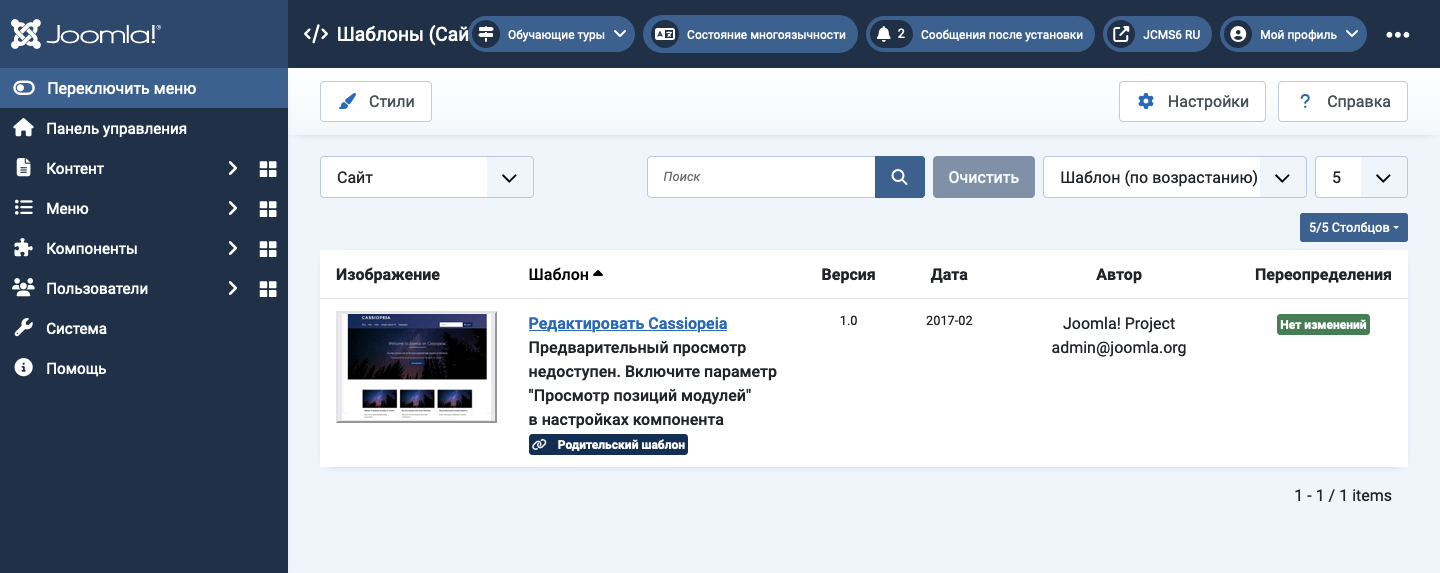 Joomla!®
Шаблоны (Сай
Обучающие туры
Состояние многоязычности
2 Сообщения после установки
JCMS6 RU
Мой профиль
Переключить меню
Панель управления
Контент
Меню
Компоненты
Пользователи
Система
Помощь
Стили
Настройки
? Справка
Сайт
Поиск
Очистить
Шаблон (по возрастанию)
5
5/5 Столбцов
Изображение Шаблон Версия Дата Автор Переопределения
CASSIOPEIA
Редактировать Cassiopeia
Предварительный просмотр
недоступен. Включите параметр
"Просмотр позиций модулей"
в настройках компонента
Родительский шаблон
1.0
2017-02
Joomla! Project
admin@joomla.org
Нет изменений
1 - 1 / 1 items